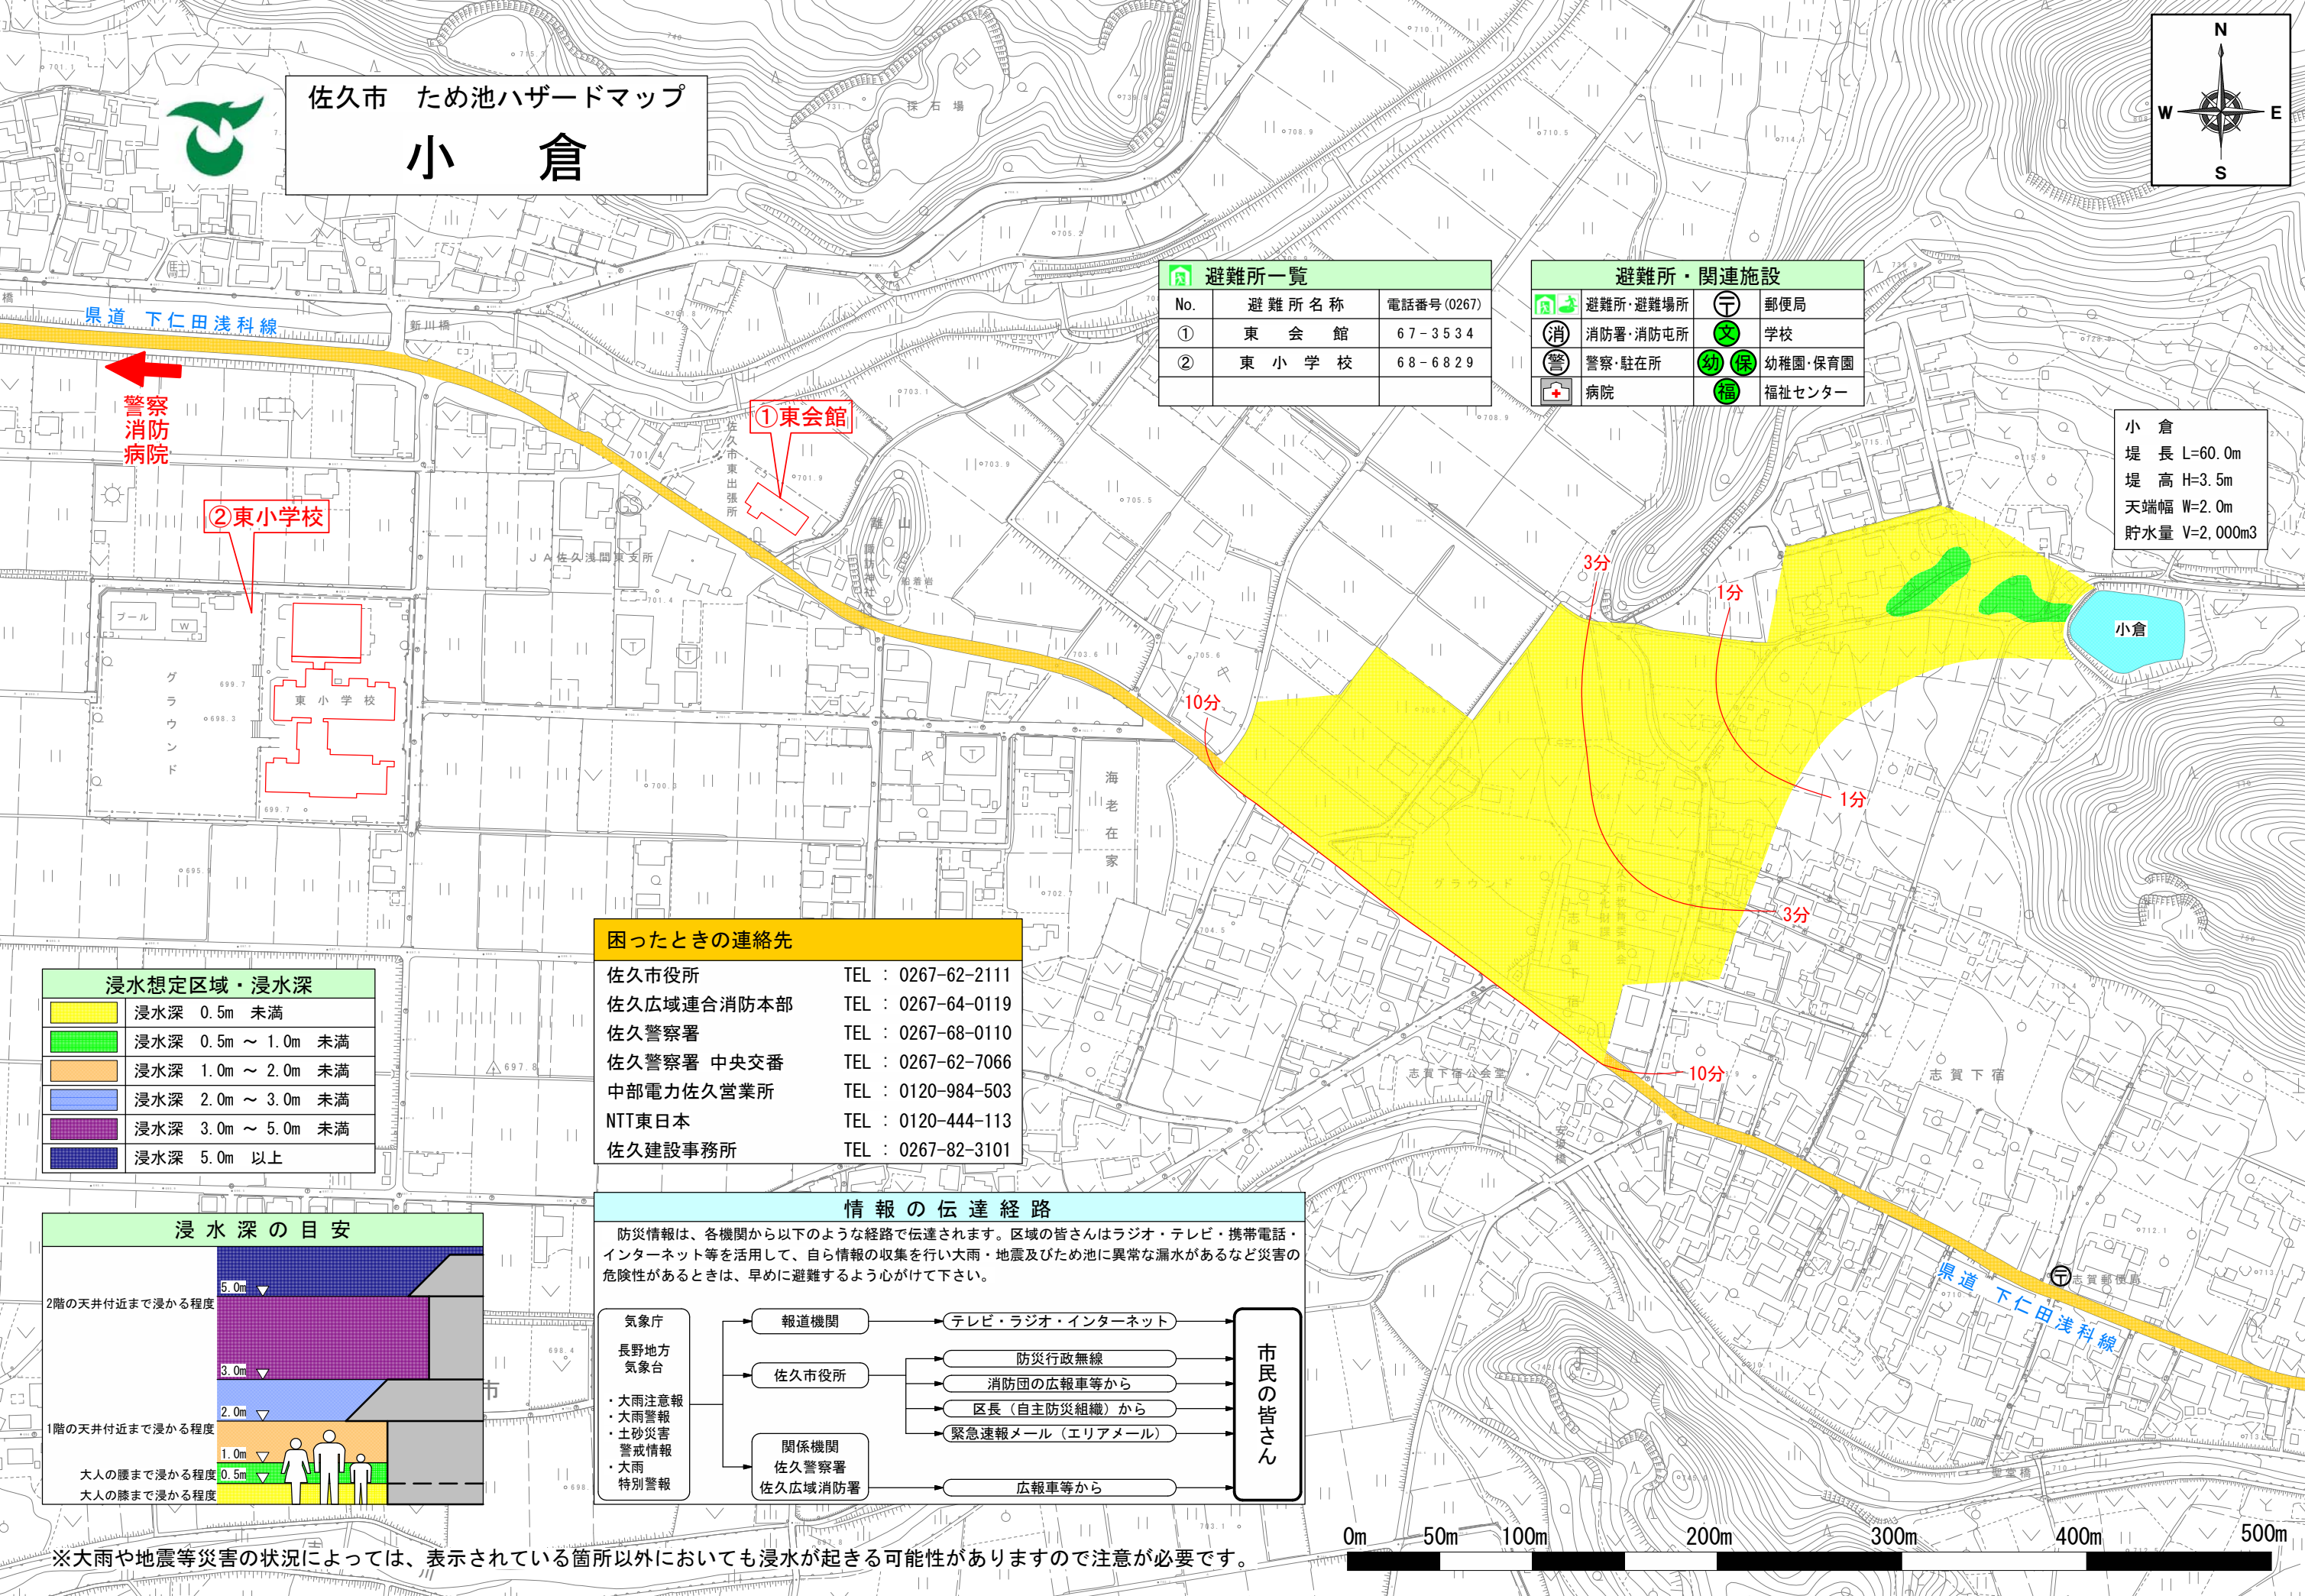 佐久市　ため池ハザードマップ
小　倉
N
W E
S
県道　下仁田浅科線
新川橋
警察
消防
病院
①東会館
②東小学校
佐久市東出張所
JA佐久浅間東支所
離山
諏訪神社
船着岩
採石場
プール
グラウンド
東小学校
海老在家
避難所一覧
No. 避難所名称 電話番号(0267)
① 東会館 67-3534
② 東小学校 68-6829
避難所・関連施設
避難所・避難場所 〒 郵便局
消 消防署・消防屯所 文 学校
警 警察・駐在所 幼 保 幼稚園・保育園
病院 福 福祉センター
小　倉
堤　長 L=60.0m
堤　高 H=3.5m
天端幅 W=2.0m
貯水量 V=2,000m3
小倉
3分
1分
10分
1分
3分
10分
グラウンド
志賀下宿
志賀下宿公会堂
志賀下宿
志賀郵便局
県道　下仁田浅科線
困ったときの連絡先
佐久市役所 TEL : 0267-62-2111
佐久広域連合消防本部 TEL : 0267-64-0119
佐久警察署 TEL : 0267-68-0110
佐久警察署 中央交番 TEL : 0267-62-7066
中部電力佐久営業所 TEL : 0120-984-503
NTT東日本 TEL : 0120-444-113
佐久建設事務所 TEL : 0267-82-3101
浸水想定区域・浸水深
浸水深　0.5m　未満
浸水深　0.5m ～ 1.0m　未満
浸水深　1.0m ～ 2.0m　未満
浸水深　2.0m ～ 3.0m　未満
浸水深　3.0m ～ 5.0m　未満
浸水深　5.0m　以上
浸水深の目安
5.0m
2階の天井付近まで浸かる程度
3.0m
2.0m
1階の天井付近まで浸かる程度
1.0m
大人の腰まで浸かる程度 0.5m
大人の膝まで浸かる程度
情報の伝達経路
防災情報は、各機関から以下のような経路で伝達されます。区域の皆さんはラジオ・テレビ・携帯電話・
インターネット等を活用して、自ら情報の収集を行い大雨・地震及びため池に異常な漏水があるなど災害の
危険性があるときは、早めに避難するよう心がけて下さい。
気象庁
長野地方
気象台
・大雨注意報
・大雨警報
・土砂災害
警戒情報
・大雨
特別警報
報道機関
佐久市役所
関係機関
佐久警察署
佐久広域消防署
テレビ・ラジオ・インターネット
防災行政無線
消防団の広報車等から
区長（自主防災組織）から
緊急速報メール（エリアメール）
広報車等から
市民の皆さん
※大雨や地震等災害の状況によっては、表示されている箇所以外においても浸水が起きる可能性がありますので注意が必要です。
0m 50m 100m 200m 300m 400m 500m